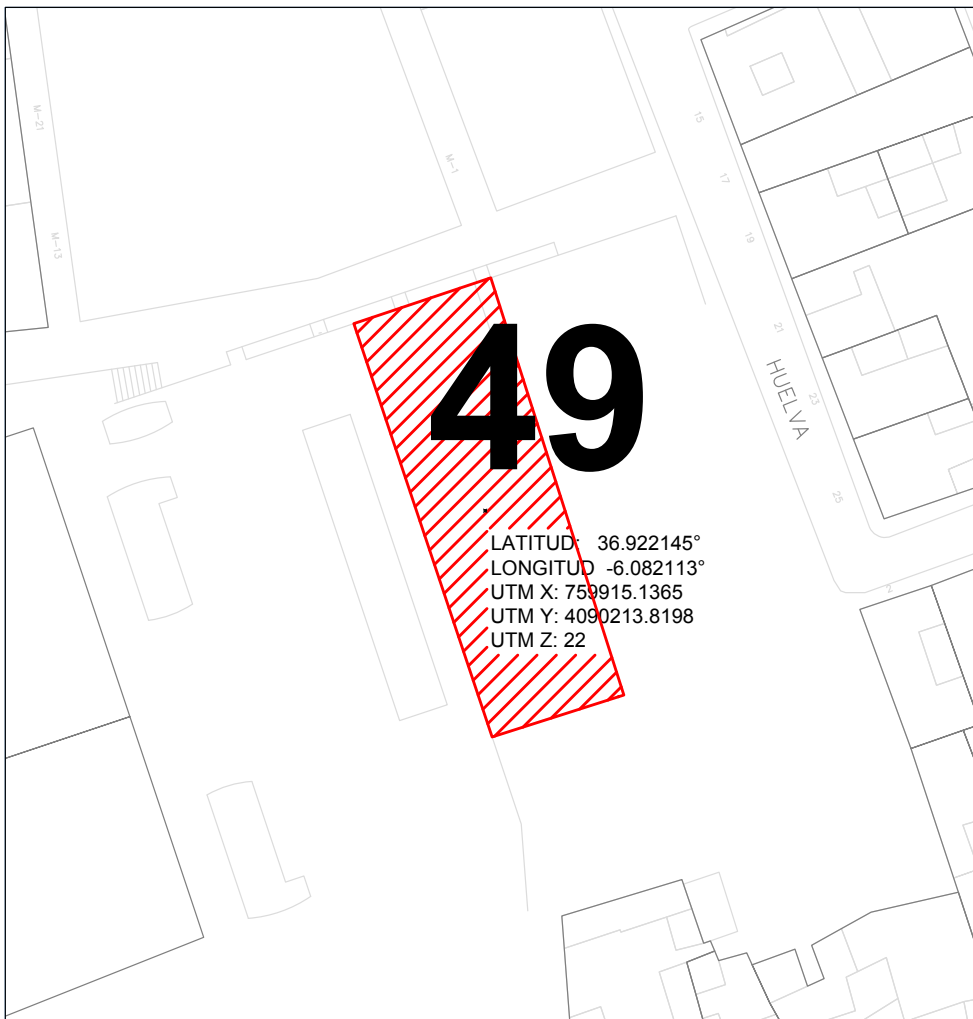 M-21
M-13
M-1
15
17
19
21
23
25
HUELVA
2
49
LATITUD: 36.922145°
LONGITUD -6.082113°
UTM X: 759915.1365
UTM Y: 4090213.8198
UTM Z: 22